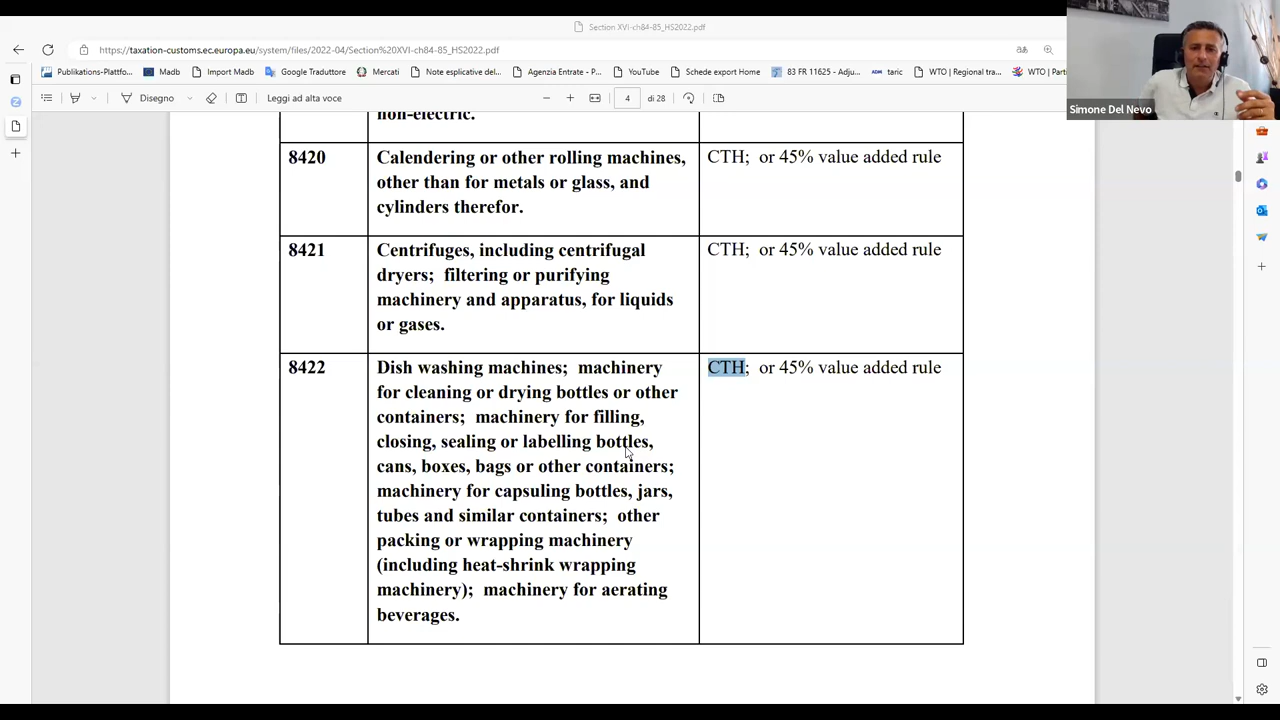 Section XVI-ch84-85_HS2022.pdf
https://taxation-customs.ec.europa.eu/system/files/2022-04/Section%20XVI-ch84-85_HS2022.pdf
Publikations-Plattfo...
Madb
Import Madb
Google Traduttore
Mercati
Note esplicative del...
Agenzia Entrate - P...
YouTube
Schede export Home
83 FR 11625 - Adju...
taric
WTO | Regional tra...
WTO | Part
Disegno
Leggi ad alta voce
4
di 28
Simone Del Nevo
non-electric.
8420
Calendering or other rolling machines,
other than for metals or glass, and
cylinders therefor.
CTH; or 45% value added rule
8421
Centrifuges, including centrifugal
dryers; filtering or purifying
machinery and apparatus, for liquids
or gases.
CTH; or 45% value added rule
8422
Dish washing machines; machinery
for cleaning or drying bottles or other
containers; machinery for filling,
closing, sealing or labelling bottles,
cans, boxes, bags or other containers;
machinery for capsuling bottles, jars,
tubes and similar containers; other
packing or wrapping machinery
(including heat-shrink wrapping
machinery); machinery for aerating
beverages.
CTH; or 45% value added rule